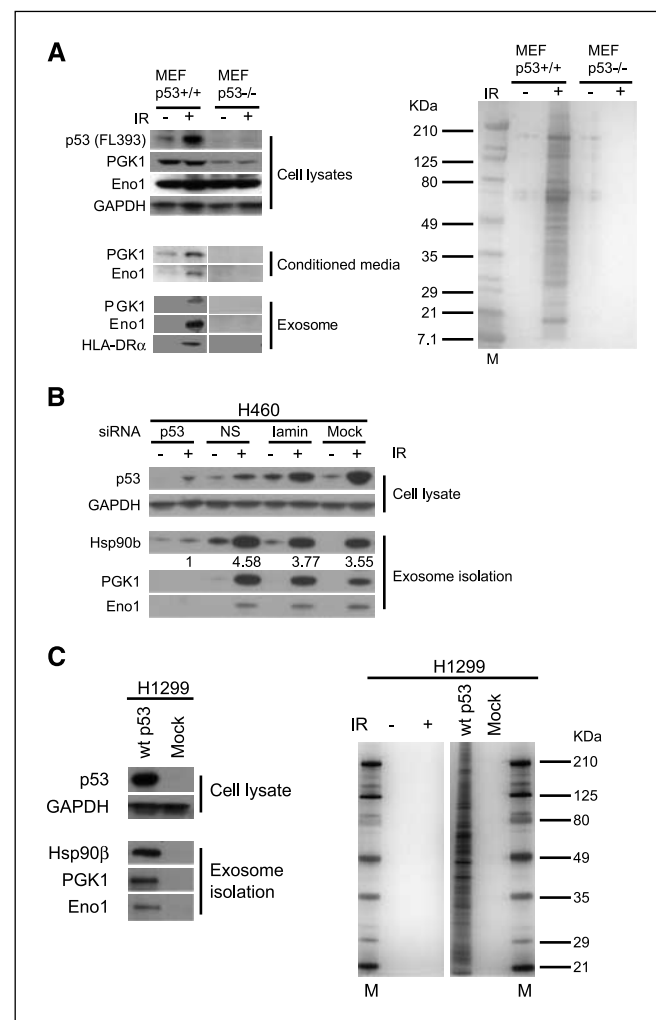 A
MEF MEF
p53+/+ p53-/-
IR - + - +
p53 (FL393)
PGK1
Eno1
GAPDH
Cell lysates
PGK1
Eno1
Conditioned media
PGK1
Eno1
HLA-DRα
Exosome
MEF MEF
p53+/+ p53-/-
IR - + - +
KDa
210
125
80
49
35
29
21
7.1
M
B
H460
siRNA p53 NS lamin Mock
- + - + - + - + IR
p53
GAPDH
Cell lysate
Hsp90b
1 4.58 3.77 3.55
PGK1
Eno1
Exosome isolation
C
H1299
wt p53 Mock
p53
GAPDH
Cell lysate
Hsp90β
PGK1
Eno1
Exosome
isolation
H1299
IR - + wt p53 Mock
KDa
210
125
80
49
35
29
21
M M